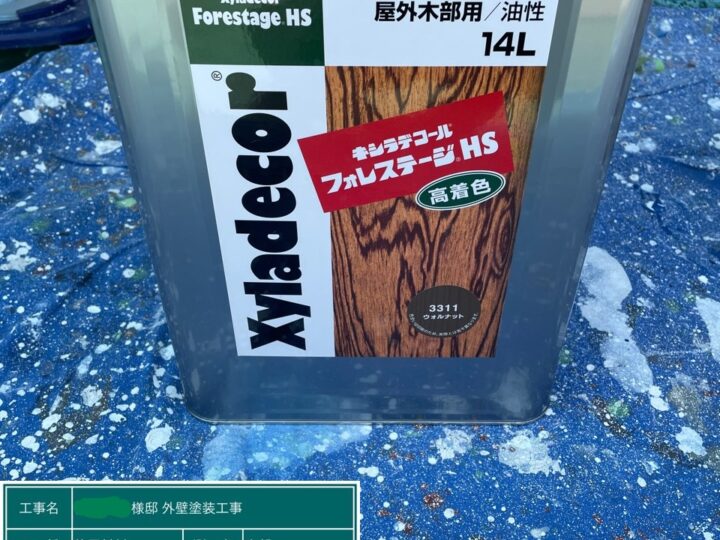 Xyladecor
Forestage® HS
屋外木部用/油性
14L
Xyladecor®
キシラデコール®
フォレステージ®HS
高着色
3311
ウォルナット
工事名
様邸 外壁塗装工事